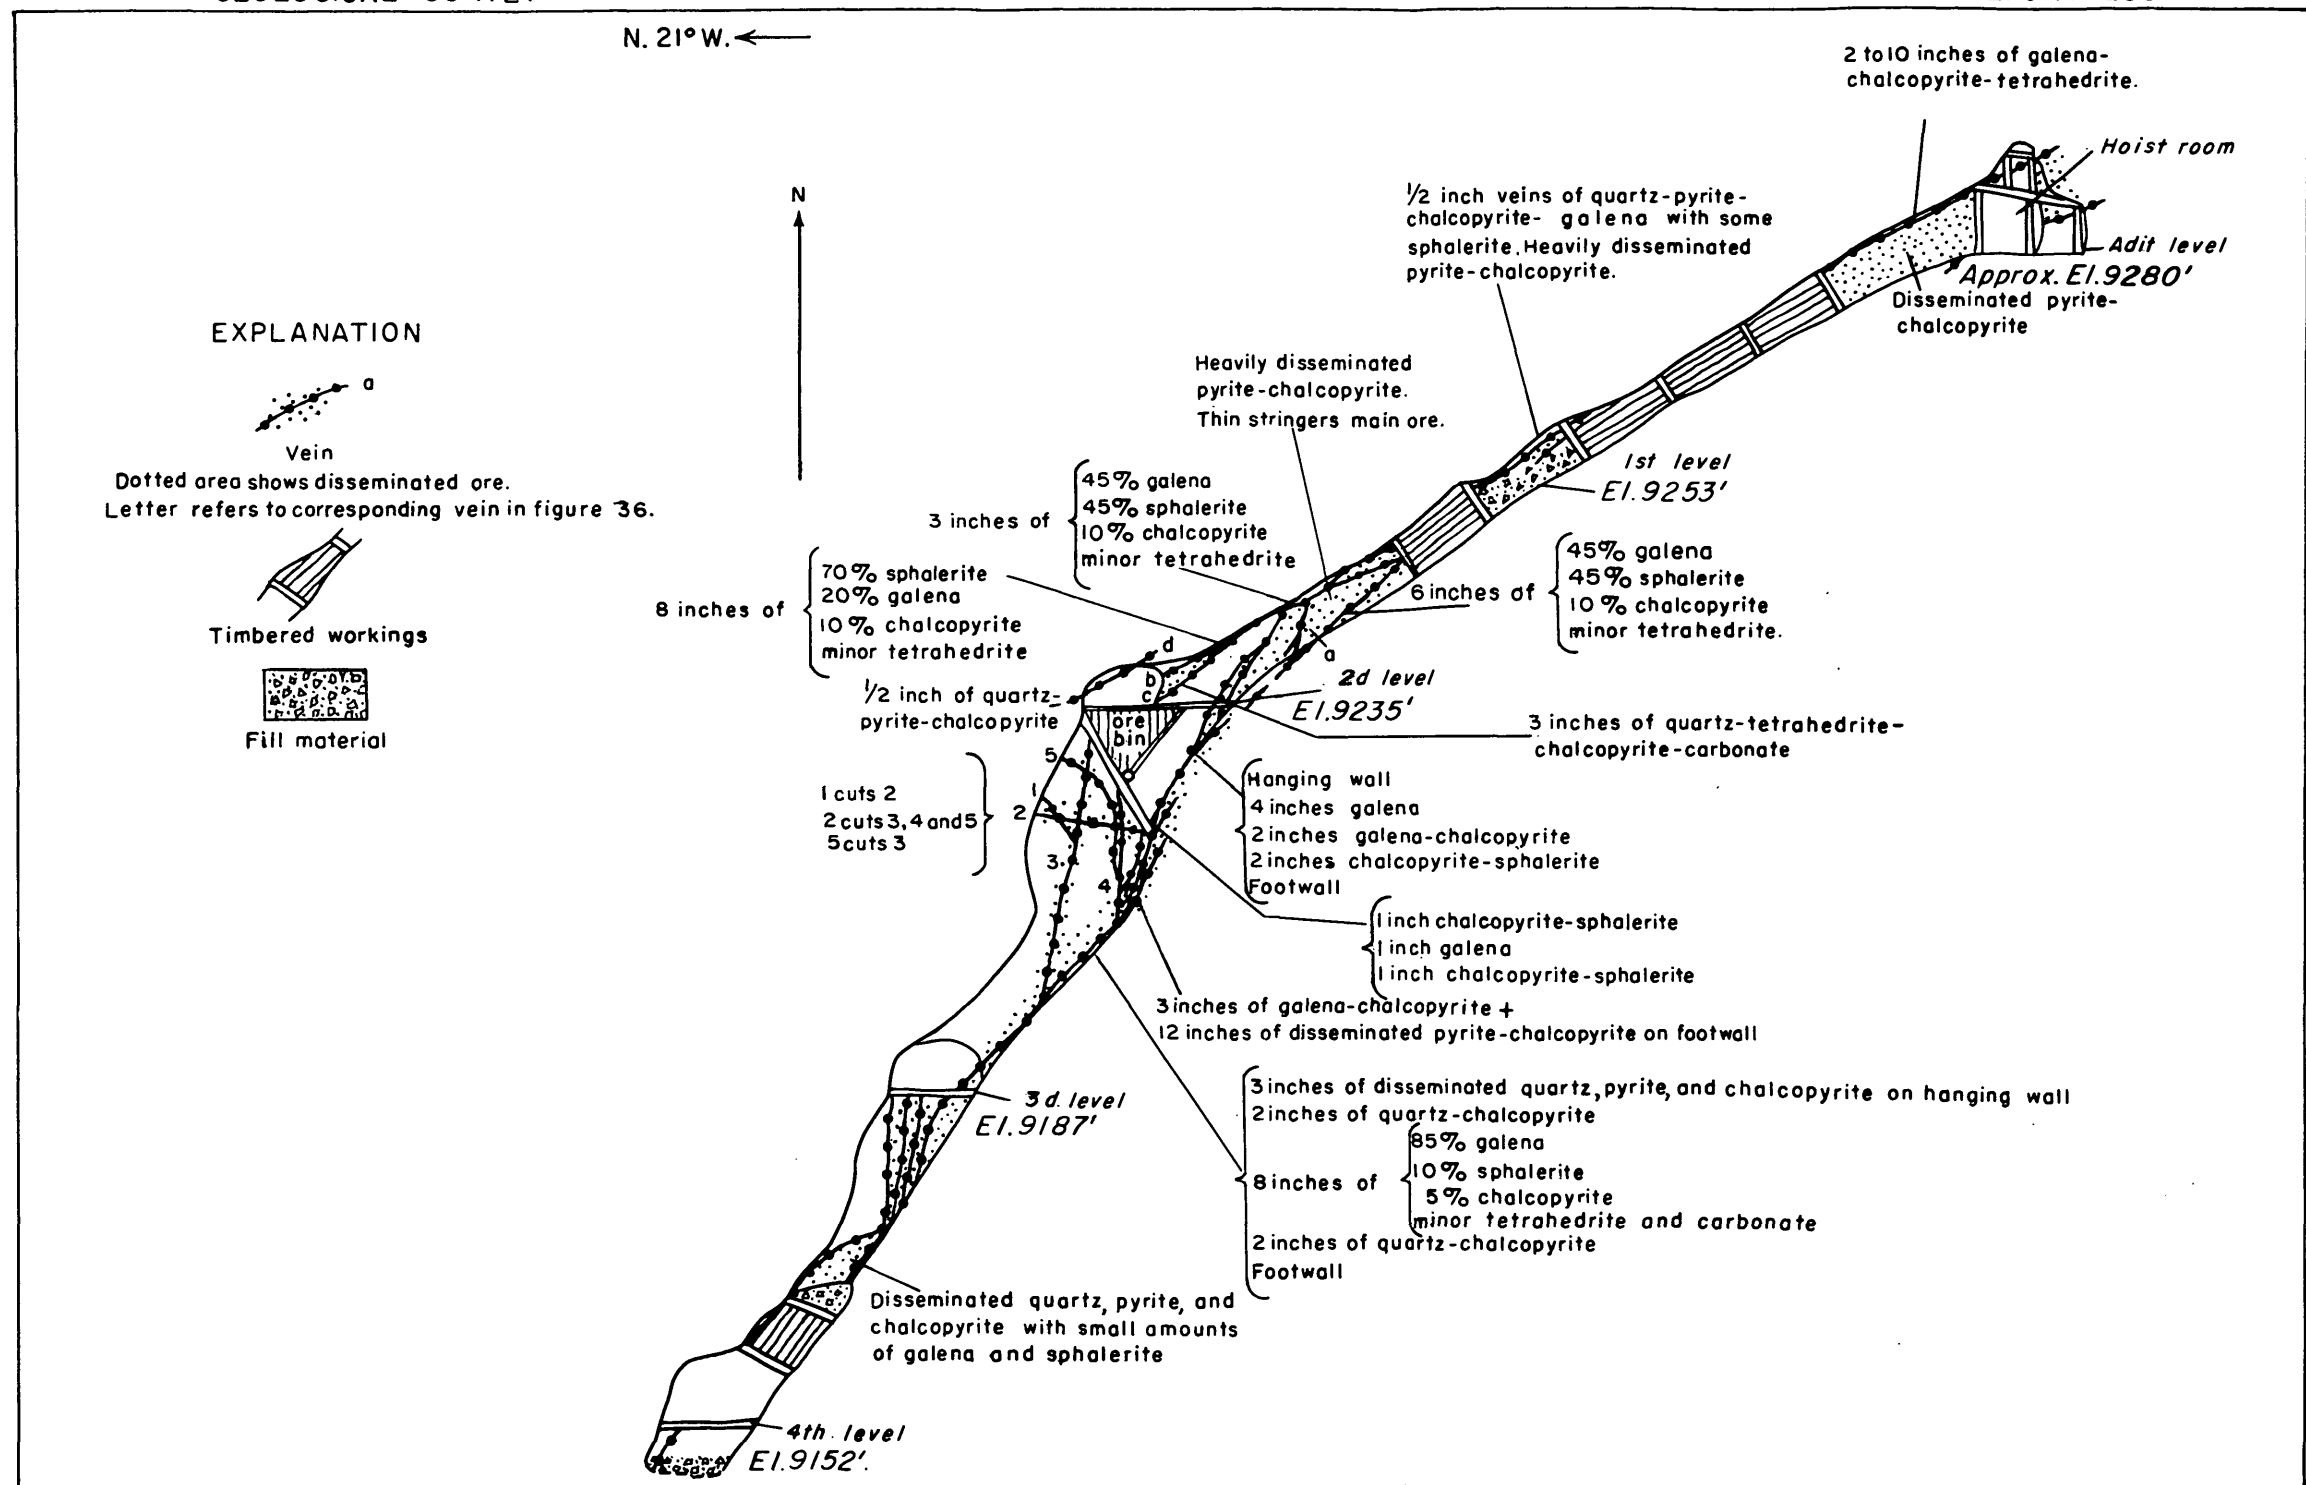 N. 21° W.
2 to 10 inches of galena-
chalcopyrite-tetrahedrite.
Hoist room
Adit level
Approx. El. 9280'
Disseminated pyrite-
chalcopyrite
N
1/2 inch veins of quartz-pyrite-
chalcopyrite- galena with some
sphalerite. Heavily disseminated
pyrite-chalcopyrite.
EXPLANATION
a
Vein
Dotted area shows disseminated ore.
Letter refers to corresponding vein in figure 36.
Timbered workings
Fill material
Heavily disseminated
pyrite-chalcopyrite.
Thin stringers main ore.
1st level
El. 9253'
3 inches of
45% galena
45% sphalerite
10% chalcopyrite
minor tetrahedrite
8 inches of
70% sphalerite
20% galena
10% chalcopyrite
minor tetrahedrite
6 inches of
45% galena
45% sphalerite
10% chalcopyrite
minor tetrahedrite.
a
d
b
c
1/2 inch of quartz-
pyrite-chalcopyrite
2d level
El. 9235'
ore
bin
3 inches of quartz-tetrahedrite-
chalcopyrite-carbonate
1 cuts 2
2 cuts 3, 4 and 5
5 cuts 3
5
1
2
3
4
Hanging wall
4 inches galena
2 inches galena-chalcopyrite
2 inches chalcopyrite-sphalerite
Footwall
1 inch chalcopyrite-sphalerite
1 inch galena
1 inch chalcopyrite-sphalerite
3 inches of galena-chalcopyrite +
12 inches of disseminated pyrite-chalcopyrite on footwall
3d. level
El. 9187'
3 inches of disseminated quartz, pyrite, and chalcopyrite on hanging wall
2 inches of quartz-chalcopyrite
8 inches of
85% galena
10% sphalerite
5% chalcopyrite
minor tetrahedrite and carbonate
2 inches of quartz-chalcopyrite
Footwall
Disseminated quartz, pyrite, and
chalcopyrite with small amounts
of galena and sphalerite
4th. level
El. 9152'.